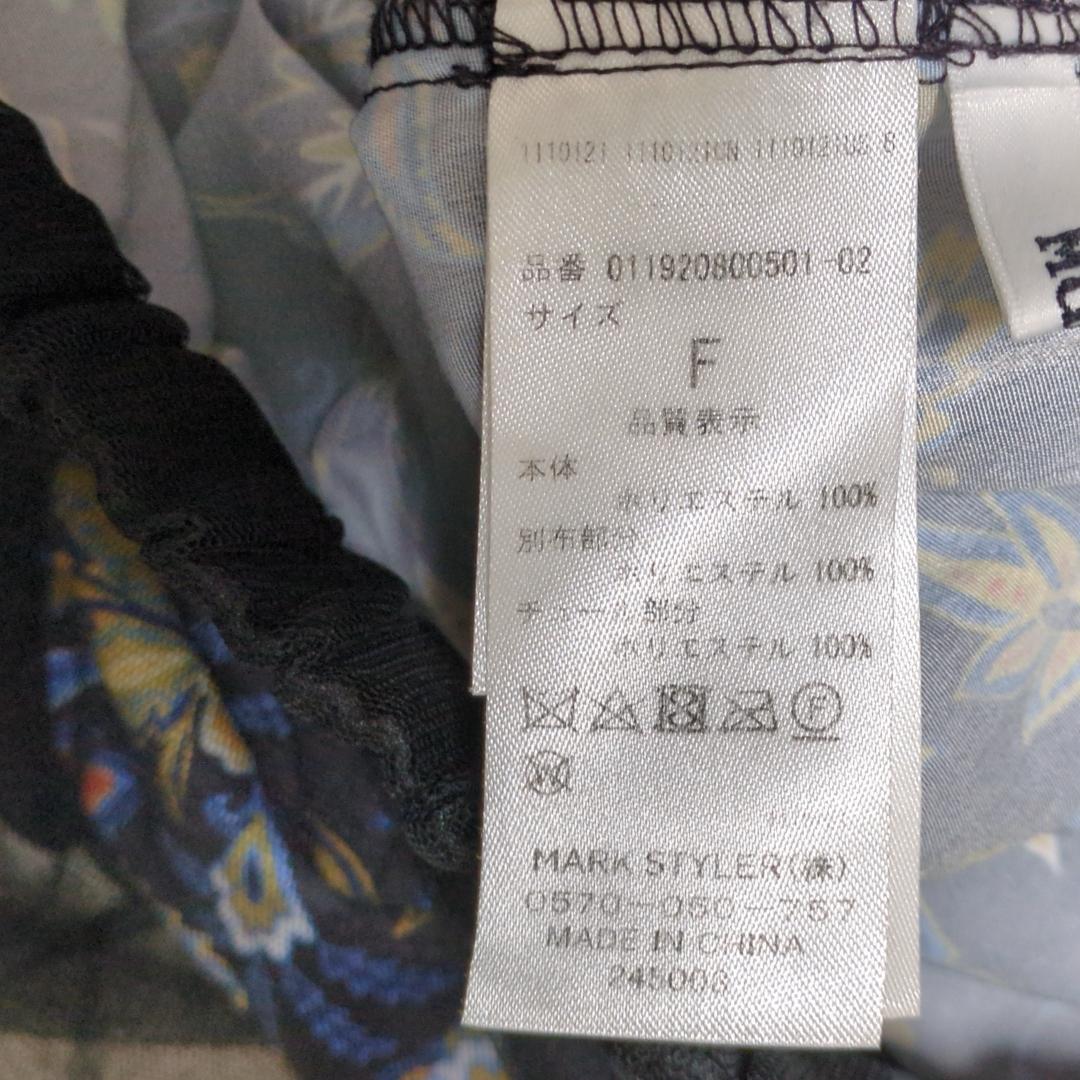 品番 011920800501-02
サイズ
F
品質表示
本体
ポリエステル 100%
別布部分
ポリエステル 100%
チュール部分
ポリエステル 100%
MARK STYLER(株)
0570-050-757
MADE IN CHINA
245008